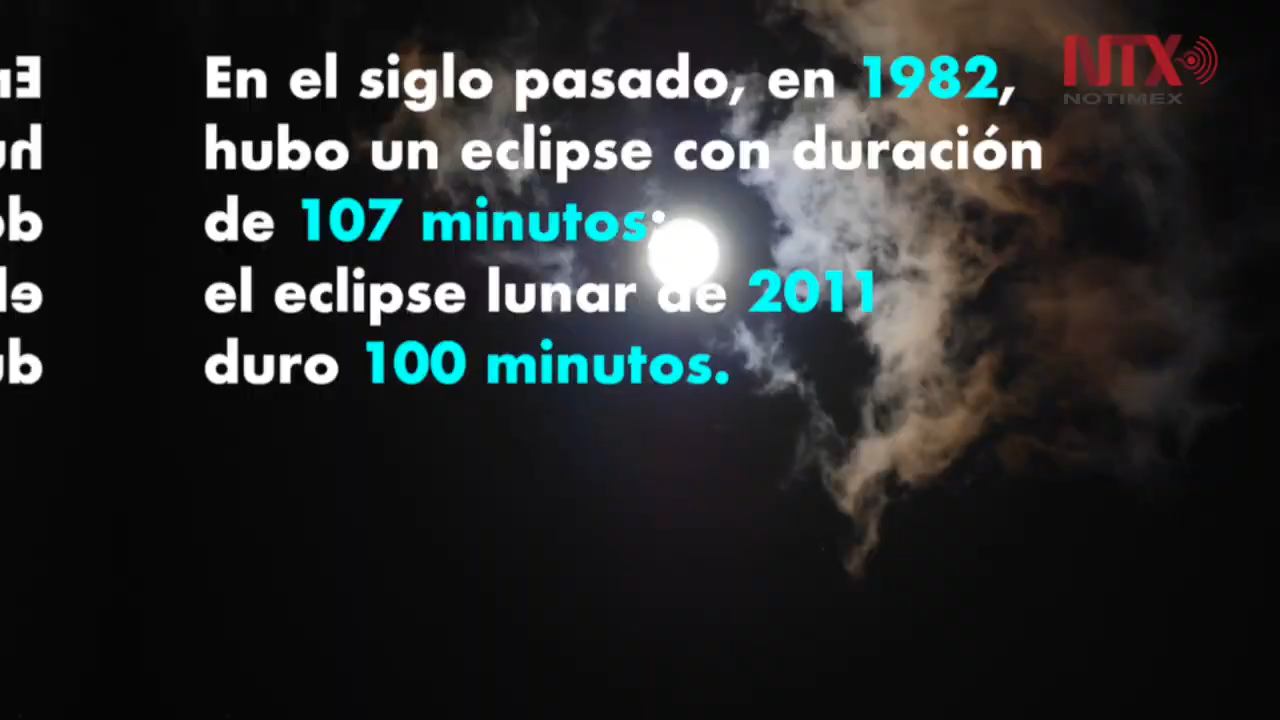 En el siglo pasado, en 1982,
hubo un eclipse con duración
de 107 minutos;
el eclipse lunar de 2011
duro 100 minutos.
NTX
NOTIMEX